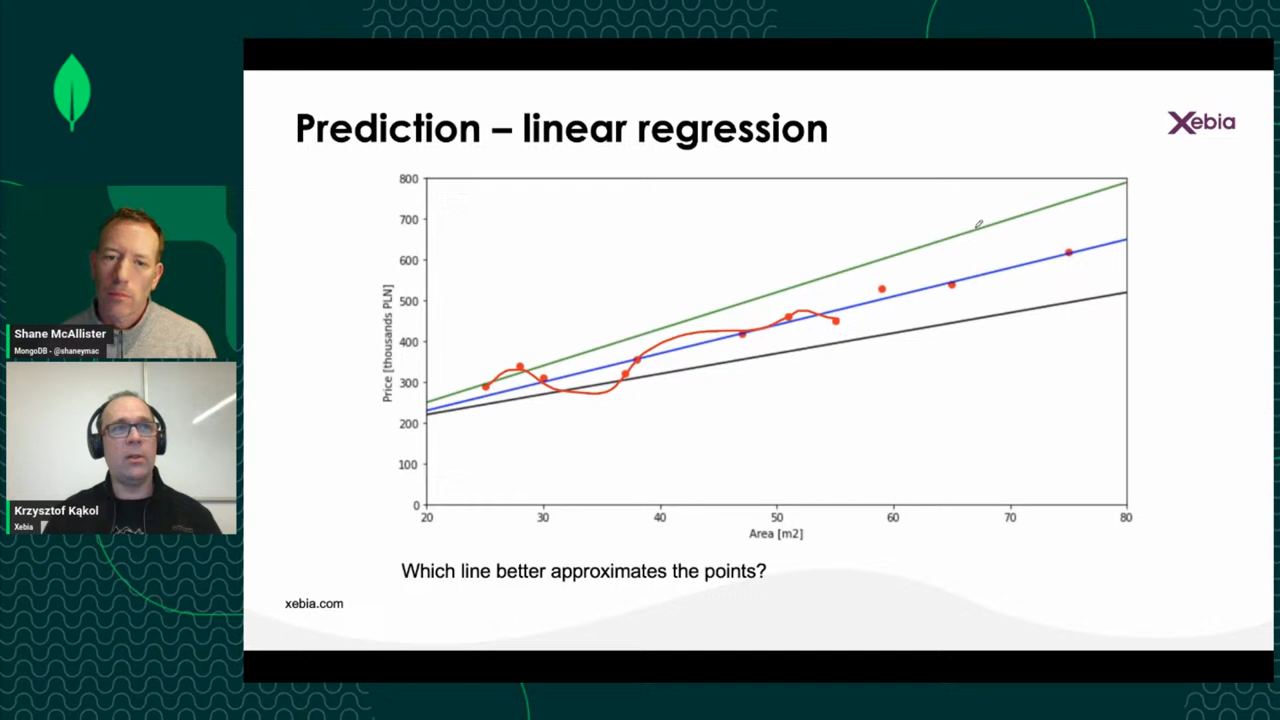 Prediction – linear regression
Xebia
800
700
600
500
400
300
200
100
0
Price [thousands PLN]
20
30
40
50
60
70
80
Area [m2]
Which line better approximates the points?
xebia.com
Shane McAllister
MongoDB - @shaneymac
Krzysztof Kąkol
Xebia